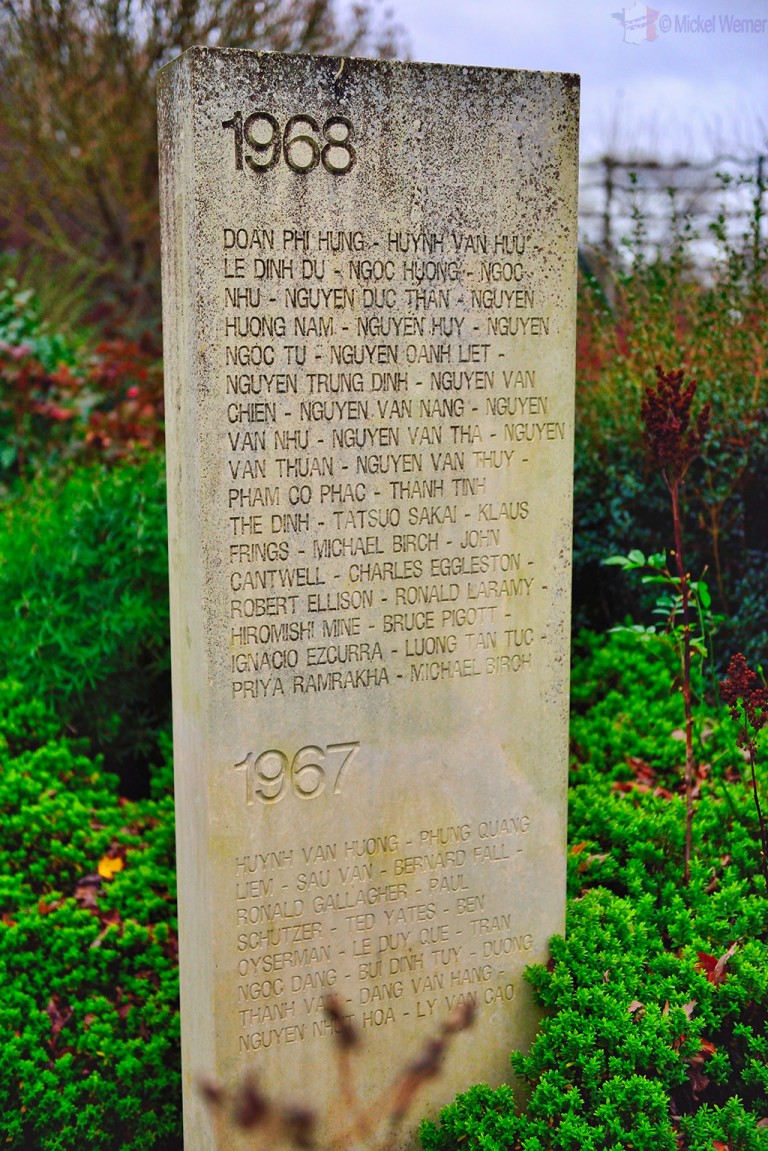 © Mickel Werner
1968
DOAN PHI HUNG - HUYNH VAN HUU -
LE DINH DU - NGOC HUONG - NGOC
NHU - NGUYEN DUC THAN - NGUYEN
HUONG NAM - NGUYEN HUY - NGUYEN
NGOC TU - NGUYEN OANH LIET -
NGUYEN TRUNG DINH - NGUYEN VAN
CHIEN - NGUYEN VAN NANG - NGUYEN
VAN NHU - NGUYEN VAN THA - NGUYEN
VAN THUAN - NGUYEN VAN THUY -
PHAM CO PHAC - THANH TINH
THE DINH - TATSUO SAKAI - KLAUS
FRINGS - MICHAEL BIRCH - JOHN
CANTWELL - CHARLES EGGLESTON -
ROBERT ELLISON - RONALD LARAMY -
HIROMISHI MINE - BRUCE PIGOTT -
IGNACIO EZCURRA - LUONG TAN TUC -
PRIYA RAMRAKHA - MICHAEL BIRCH
1967
HUYNH VAN HUONG - PHUNG QUANG
LIEM - SAU VAN - BERNARD FALL -
RONALD GALLAGHER - PAUL
SCHUTZER - TED YATES - BEN
OYSERMAN - LE DUY QUE - TRAN
NGOC DANG - BUI DINH TUY - DUONG
THANH VAN - DANG VAN HANG -
NGUYEN NHUT HOA - LY VAN CAO